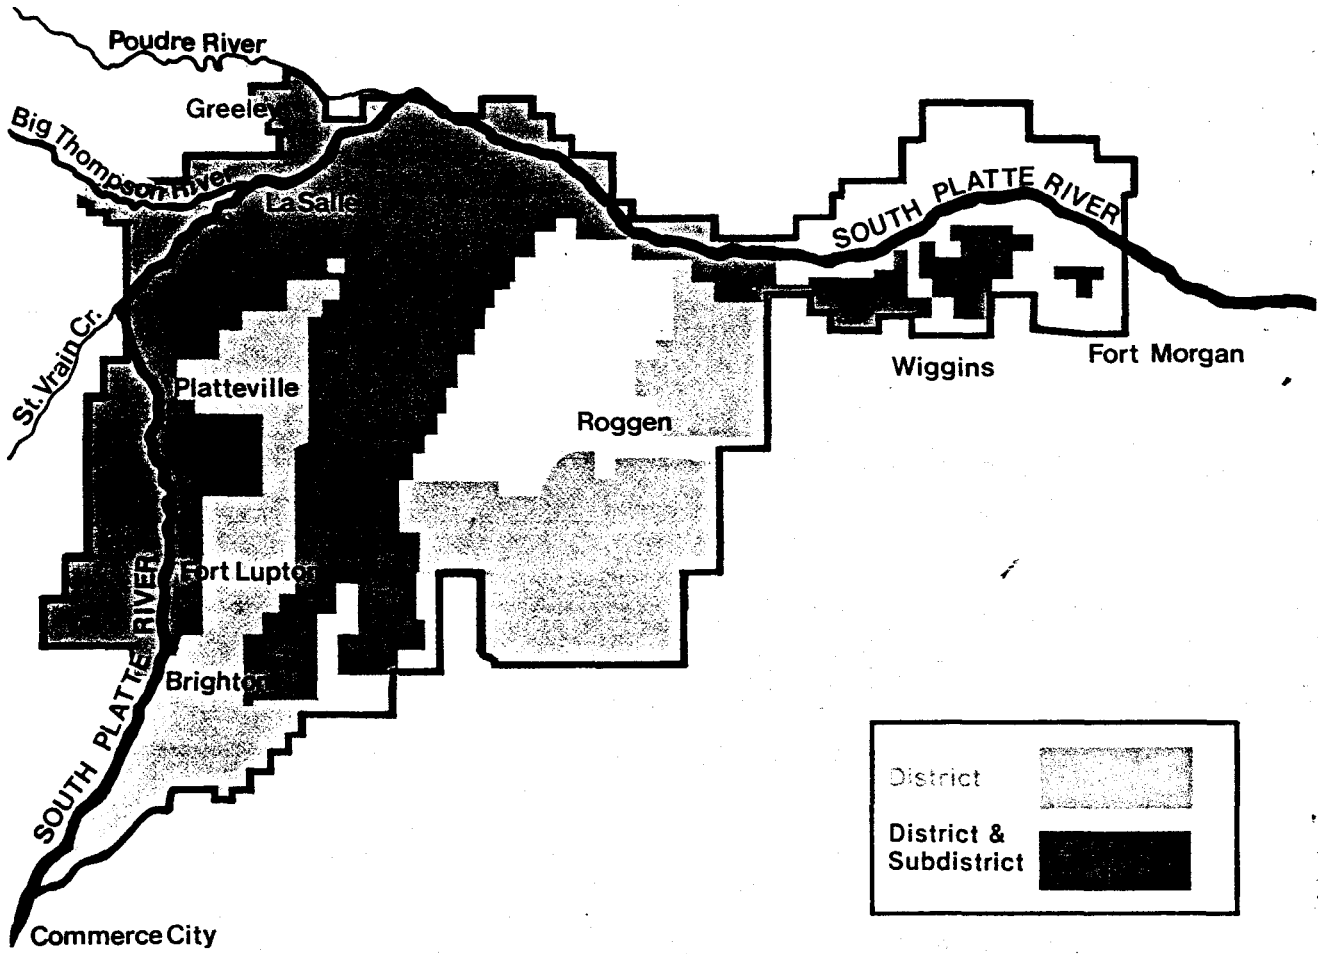 Poudre River
Greeley
Big Thompson River
LaSalle
SOUTH PLATTE RIVER
St. Vrain Cr.
Platteville
Wiggins
Fort Morgan
Roggen
Fort Lupton
SOUTH PLATTE RIVER
Brighton
District
District &
Subdistrict
Commerce City